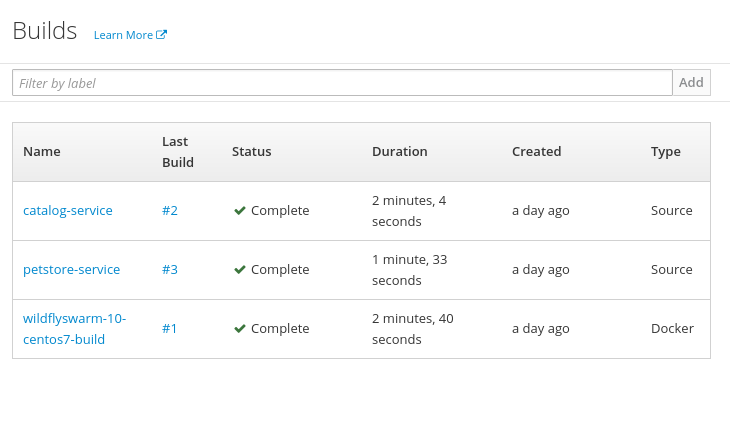 Builds Learn More
Filter by label Add
Name Last Build Status Duration Created Type
catalog-service #2 Complete 2 minutes, 4 seconds a day ago Source
petstore-service #3 Complete 1 minute, 33 seconds a day ago Source
wildflyswarm-10-centos7-build #1 Complete 2 minutes, 40 seconds a day ago Docker